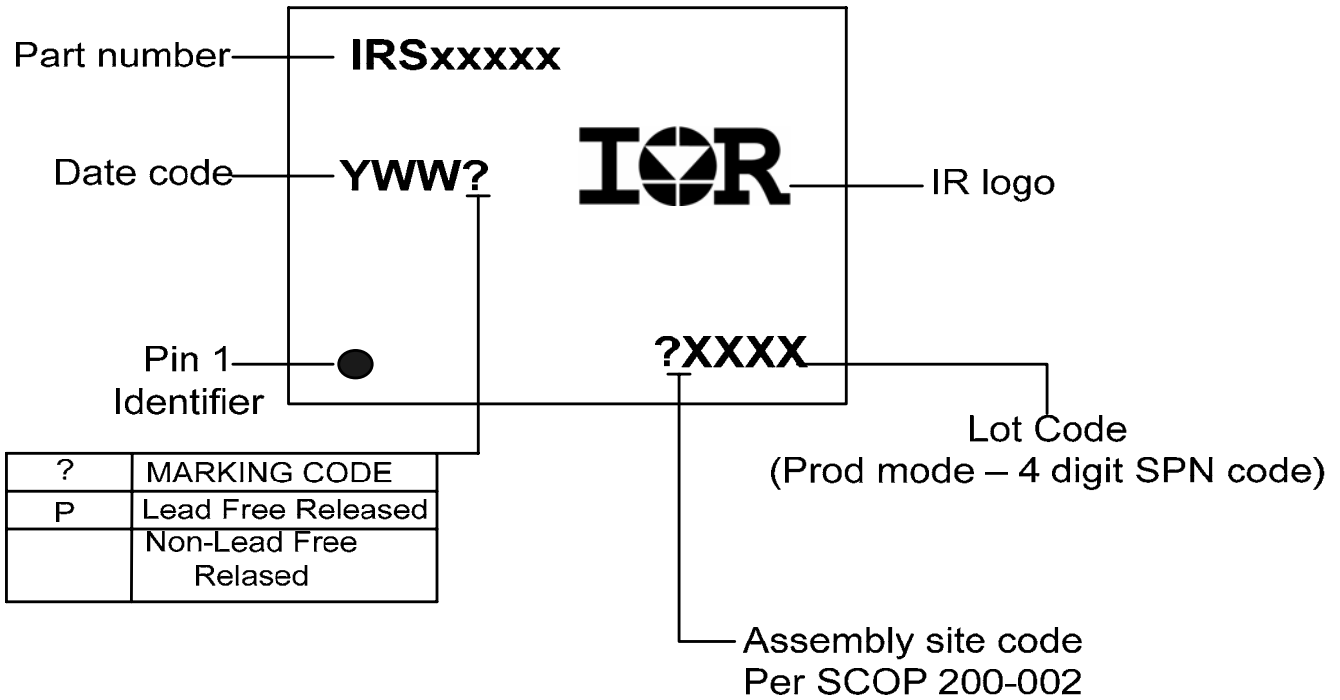 Part number
IRSxxxxx
IOR
Date code
YWW?
IR logo
Pin 1
Identifier
?XXXX
Lot Code
(Prod mode – 4 digit SPN code)
? MARKING CODE
P Lead Free Released
Non-Lead Free
Relased
Assembly site code
Per SCOP 200-002